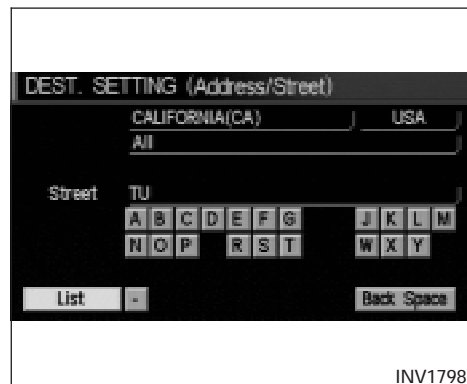 DEST. SETTING (Address/Street)
CALIFORNIA(CA) USA
All
Street TU
A B C D E F G J K L M
N O P R S T W X Y
List - Back Space
INV1798